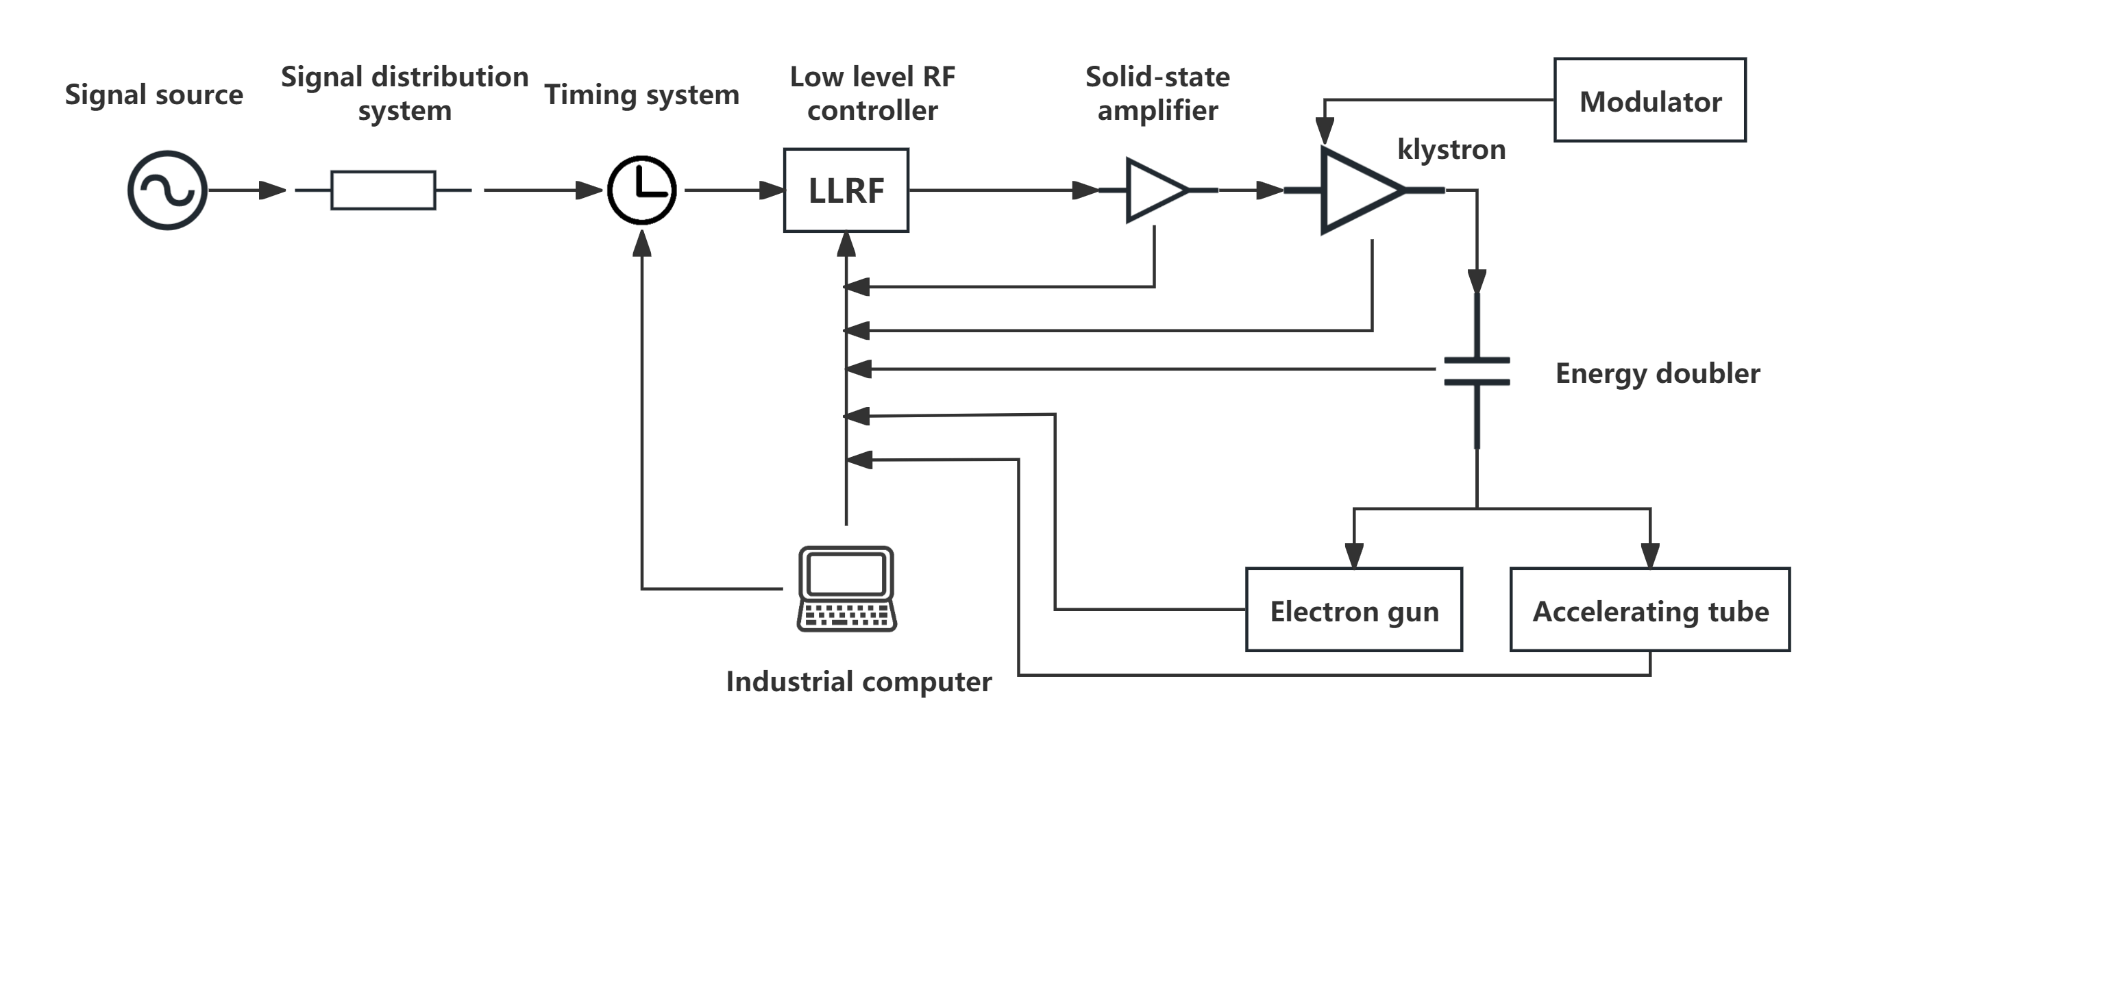 Signal source
Signal distribution
system
Timing system
Low level RF
controller
Solid-state
amplifier
Modulator
klystron
LLRF
Energy doubler
Electron gun
Accelerating tube
Industrial computer